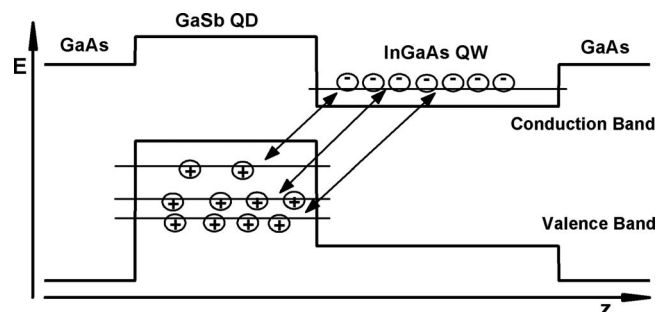 GaSb QD
GaAs
InGaAs QW
GaAs
E
- - - - - - -
Conduction Band
+ +
+ + + +
+ + + +
Valence Band
z